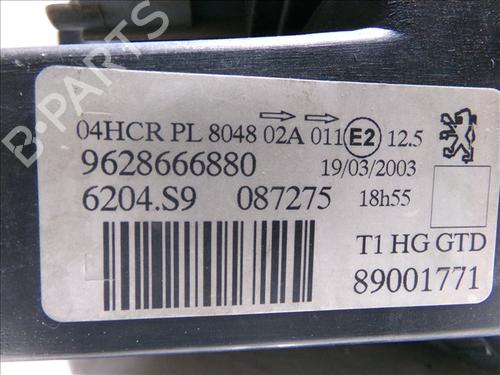 04HCR PL 8048 02A 011 E2 12.5
9628666880 19/03/2003
6204.S9 087275 18h55
T1 HG GTD
89001771
B-PARTS